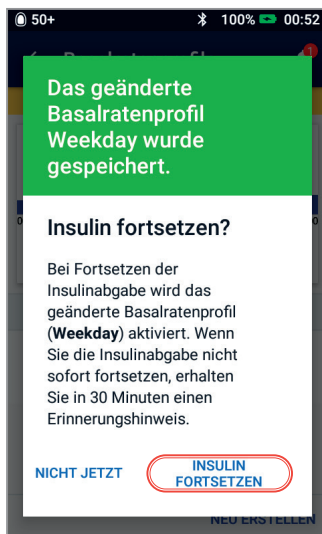 50+ 100% 00:52
Das geänderte
Basalratenprofil
Weekday wurde
gespeichert.
Insulin fortsetzen?
Bei Fortsetzen der
Insulinabgabe wird das
geänderte Basalratenprofil
(Weekday) aktiviert. Wenn
Sie die Insulinabgabe nicht
sofort fortsetzen, erhalten
Sie in 30 Minuten einen
Erinnerungshinweis.
NICHT JETZT
INSULIN
FORTSETZEN
NEU ERSTELLEN